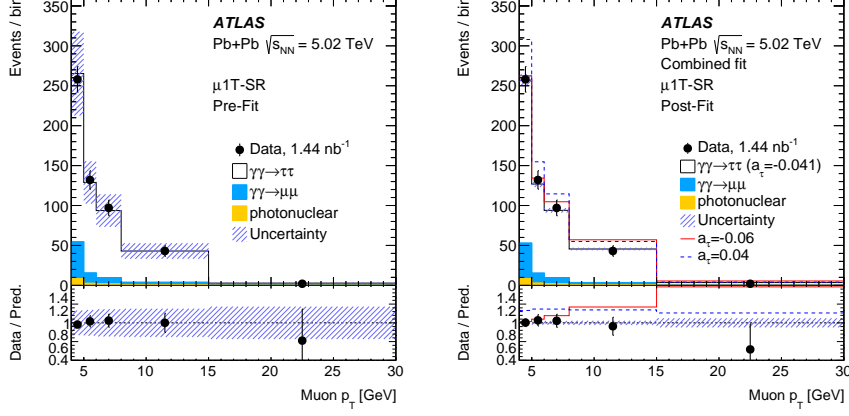 Events / bin
350
300
250
200
150
100
50
0
ATLAS
Pb+Pb √sNN = 5.02 TeV
μ1T-SR
Pre-Fit
Data, 1.44 nb-1
γγ→ττ
γγ→μμ
photonuclear
Uncertainty
Data / Pred.
1.4
1.2
1
0.8
0.6
0.4
5 10 15 20 25 30
Muon pT [GeV]
Events / bin
350
300
250
200
150
100
50
0
ATLAS
Pb+Pb √sNN = 5.02 TeV
Combined fit
μ1T-SR
Post-Fit
Data, 1.44 nb-1
γγ→ττ (aτ=-0.041)
γγ→μμ
photonuclear
Uncertainty
aτ=-0.06
aτ=0.04
Data / Pred.
1.4
1.2
1
0.8
0.6
0.4
5 10 15 20 25 30
Muon pT [GeV]